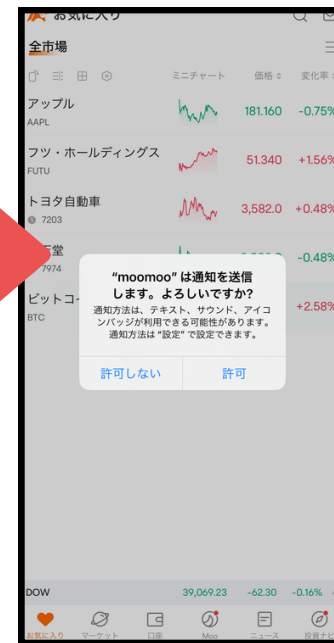 お気に入り
全市場
ミニチャート 価格 変化率
アップル 181.160 -0.75%
AAPL
フツ・ホールディングス 51.340 +1.56%
FUTU
トヨタ自動車 3,582.0 +0.48%
7203
堂 -0.48%
7974
“moomoo” は通知を送信
します。よろしいですか?
通知方法は、テキスト、サウンド、アイコ
ンバッジが利用できる可能性があります。
通知方法は “設定” で設定できます。
許可しない 許可
ビットコ +2.58%
BTC
DOW 39,069.23 -62.30 -0.16%
お気に入り マーケット 口座 Moo ニュース 投資ナビ